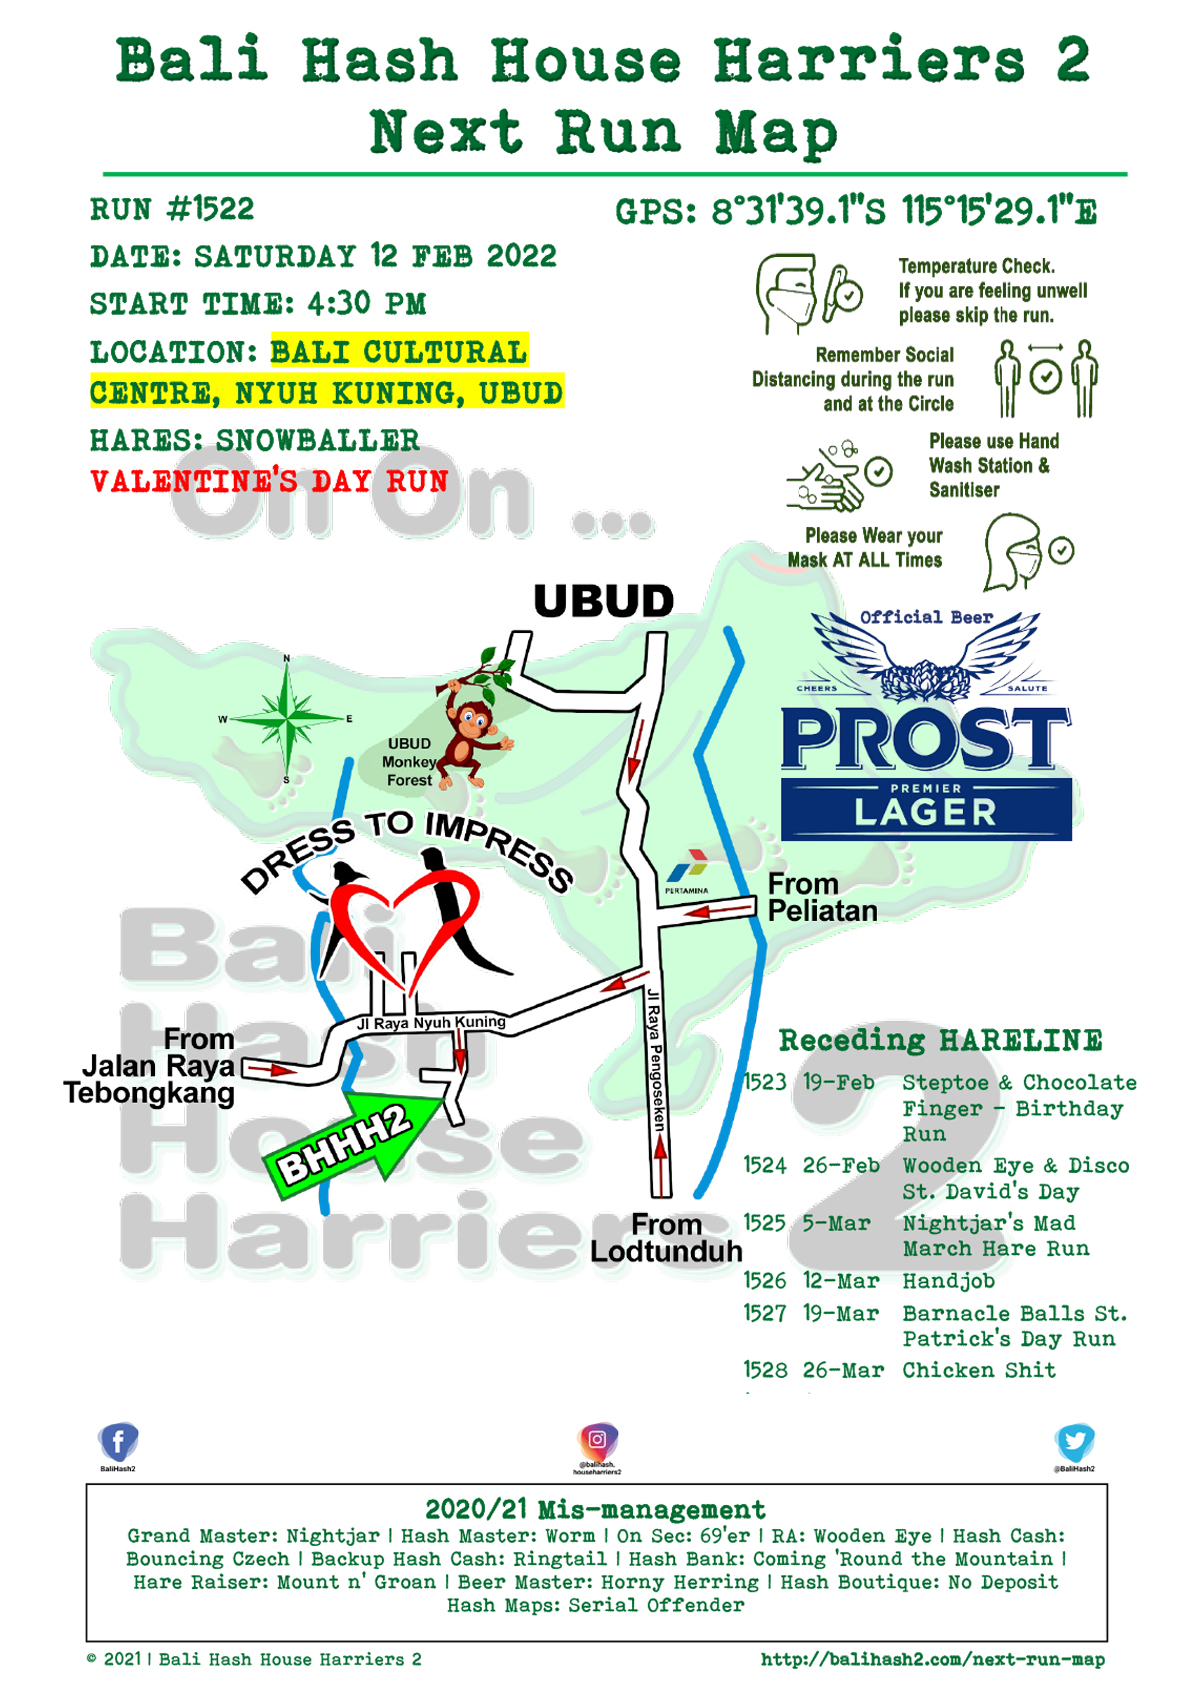 Bali Hash House Harriers 2
Next Run Map
RUN #1522
DATE: SATURDAY 12 FEB 2022
START TIME: 4:30 PM
LOCATION: BALI CULTURAL
CENTRE, NYUH KUNING, UBUD
HARES: SNOWBALLER
VALENTINE'S DAY RUN
On On ...
GPS: 8°31'39.1"S 115°15'29.1"E
Temperature Check.
If you are feeling unwell
please skip the run.
Remember Social
Distancing during the run
and at the Circle
Please use Hand
Wash Station &
Sanitiser
Please Wear your
Mask AT ALL Times
Official Beer
CHEERS SALUTE
PROST
PREMIER
LAGER
UBUD
N
W E
S
UBUD
Monkey
Forest
DRESS TO IMPRESS
PERTAMINA
From
Peliatan
Bali
Hash
House
Harriers
2
Jl Raya Nyuh Kuning
Jl Raya Pengoseken
From
Jalan Raya
Tebongkang
BHHH2
From
Lodtunduh
Receding HARELINE
1523 19-Feb Steptoe & Chocolate
Finger - Birthday
Run
1524 26-Feb Wooden Eye & Disco
St. David's Day
1525 5-Mar Nightjar's Mad
March Hare Run
1526 12-Mar Handjob
1527 19-Mar Barnacle Balls St.
Patrick's Day Run
1528 26-Mar Chicken Shit
BaliHash2
@balihash.
househarriers2
@BaliHash2
2020/21 Mis-management
Grand Master: Nightjar | Hash Master: Worm | On Sec: 69'er | RA: Wooden Eye | Hash Cash:
Bouncing Czech | Backup Hash Cash: Ringtail | Hash Bank: Coming 'Round the Mountain |
Hare Raiser: Mount n' Groan | Beer Master: Horny Herring | Hash Boutique: No Deposit
Hash Maps: Serial Offender
© 2021 | Bali Hash House Harriers 2
http://balihash2.com/next-run-map